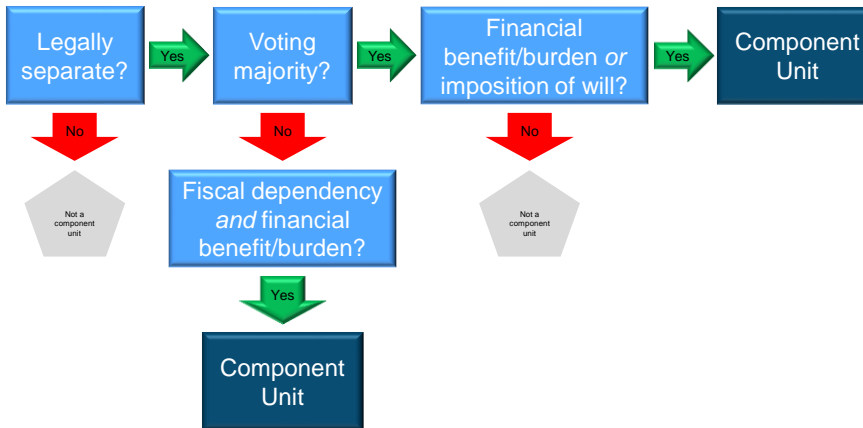 Legally
separate?
Yes
Voting
majority?
Yes
Financial
benefit/burden or
imposition of will?
Yes
Component
Unit
No
No
No
Not a
component
unit
Fiscal dependency
and financial
benefit/burden?
Not a
component
unit
Yes
Component
Unit